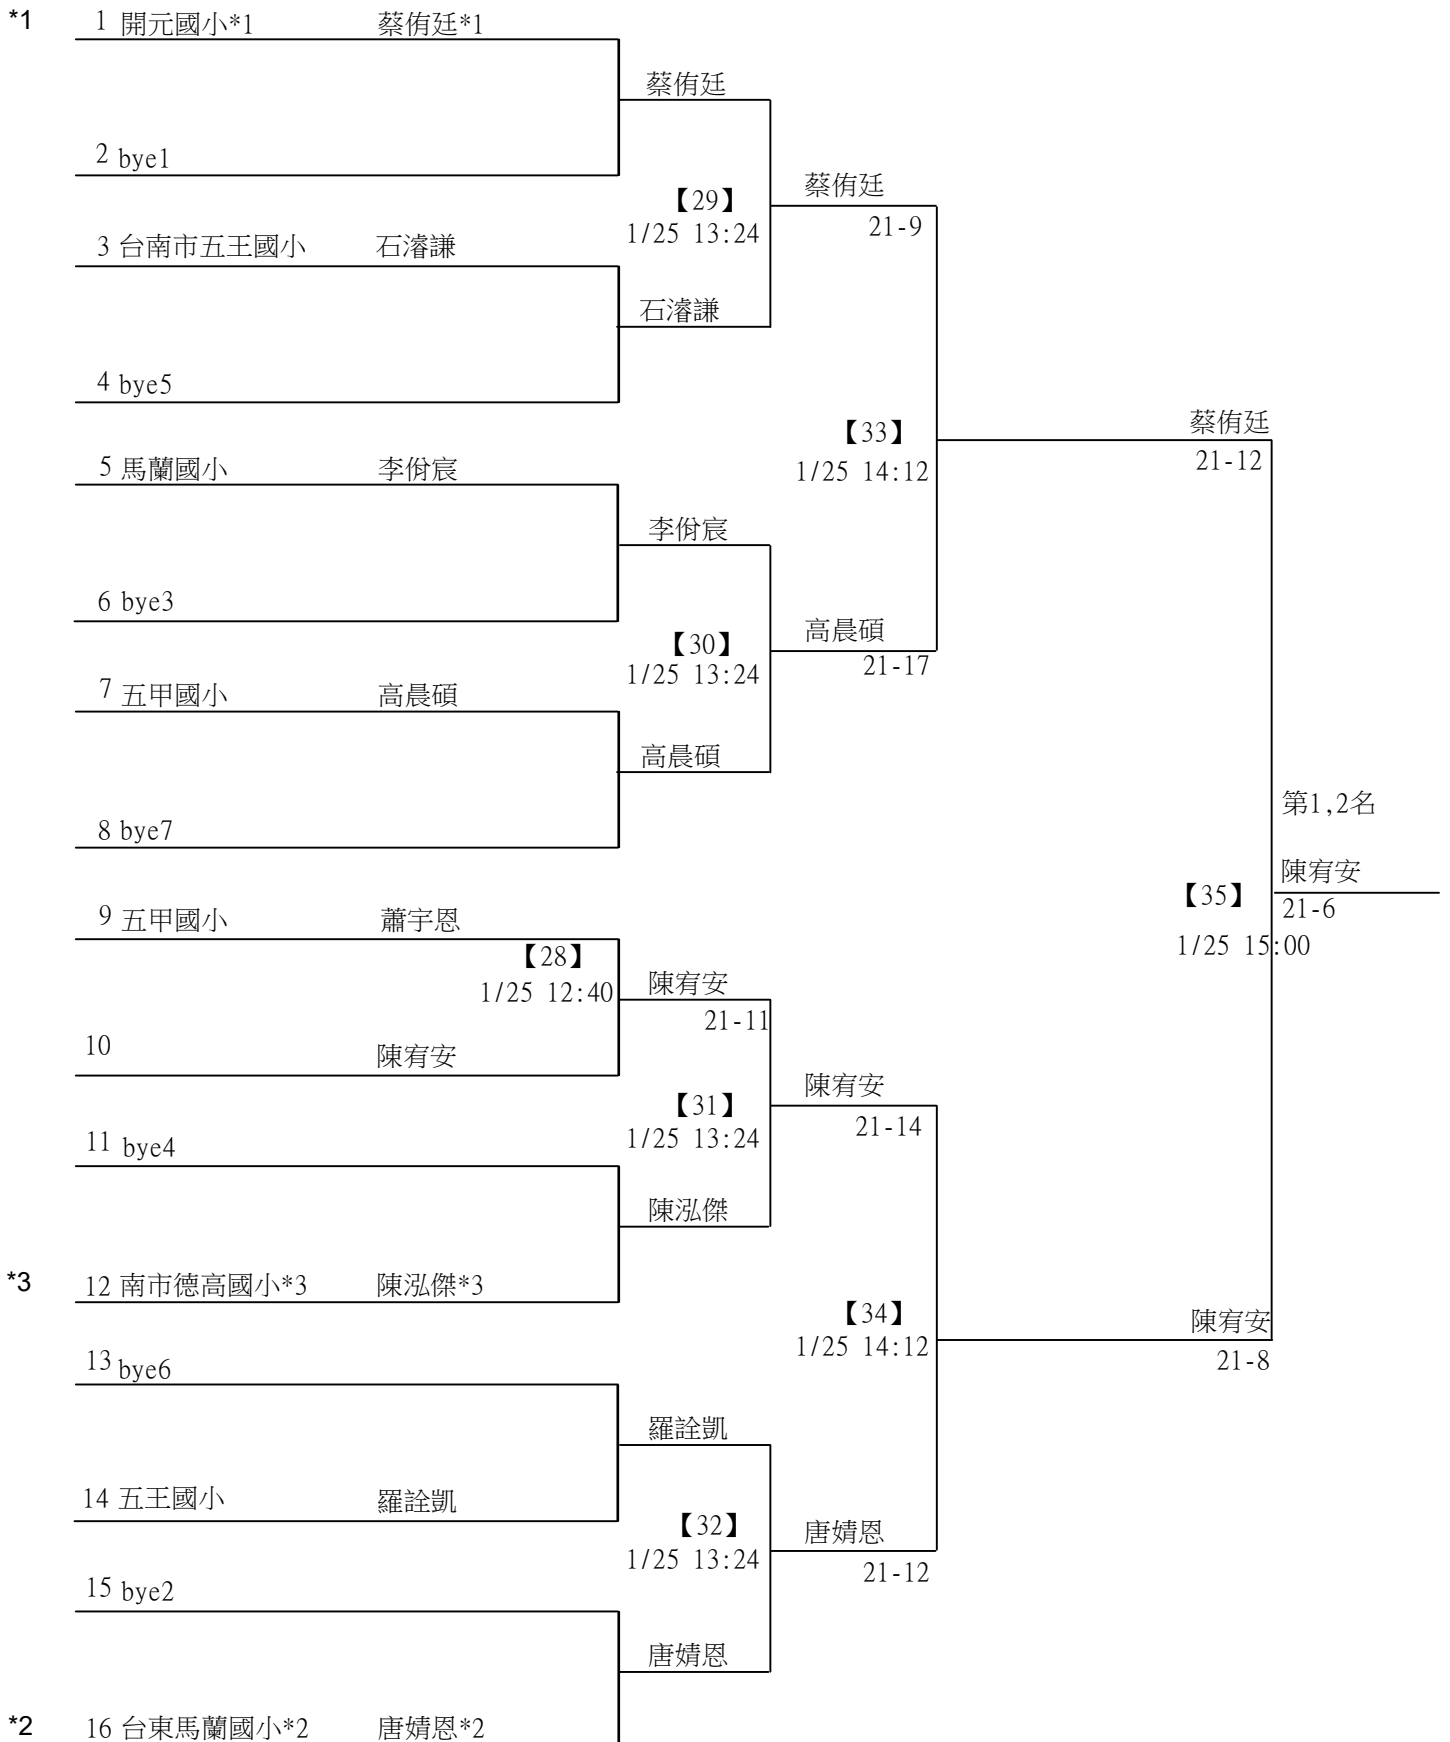 *1 1 開元國小*1 蔡侑廷*1
蔡侑廷
2 bye1
蔡侑廷
【29】
21-9
1/25 13:24
3 台南市五王國小 石濬謙
石濬謙
4 bye5
蔡侑廷
【33】
21-12
1/25 14:12
5 馬蘭國小 李佾宸
李佾宸
6 bye3
高晨碩
【30】
21-17
1/25 13:24
7 五甲國小 高晨碩
高晨碩
第1,2名
8 bye7
陳宥安
【35】
21-6
1/25 15:00
9 五甲國小 蕭宇恩
【28】
1/25 12:40
陳宥安
21-11
10 陳宥安
陳宥安
【31】
21-14
1/25 13:24
11 bye4
陳泓傑
*3 12 南市德高國小*3 陳泓傑*3
【34】
1/25 14:12
陳宥安
21-8
13 bye6
羅詮凱
14 五王國小 羅詮凱
【32】
唐婧恩
1/25 13:24
21-12
15 bye2
唐婧恩
*2 16 台東馬蘭國小*2 唐婧恩*2